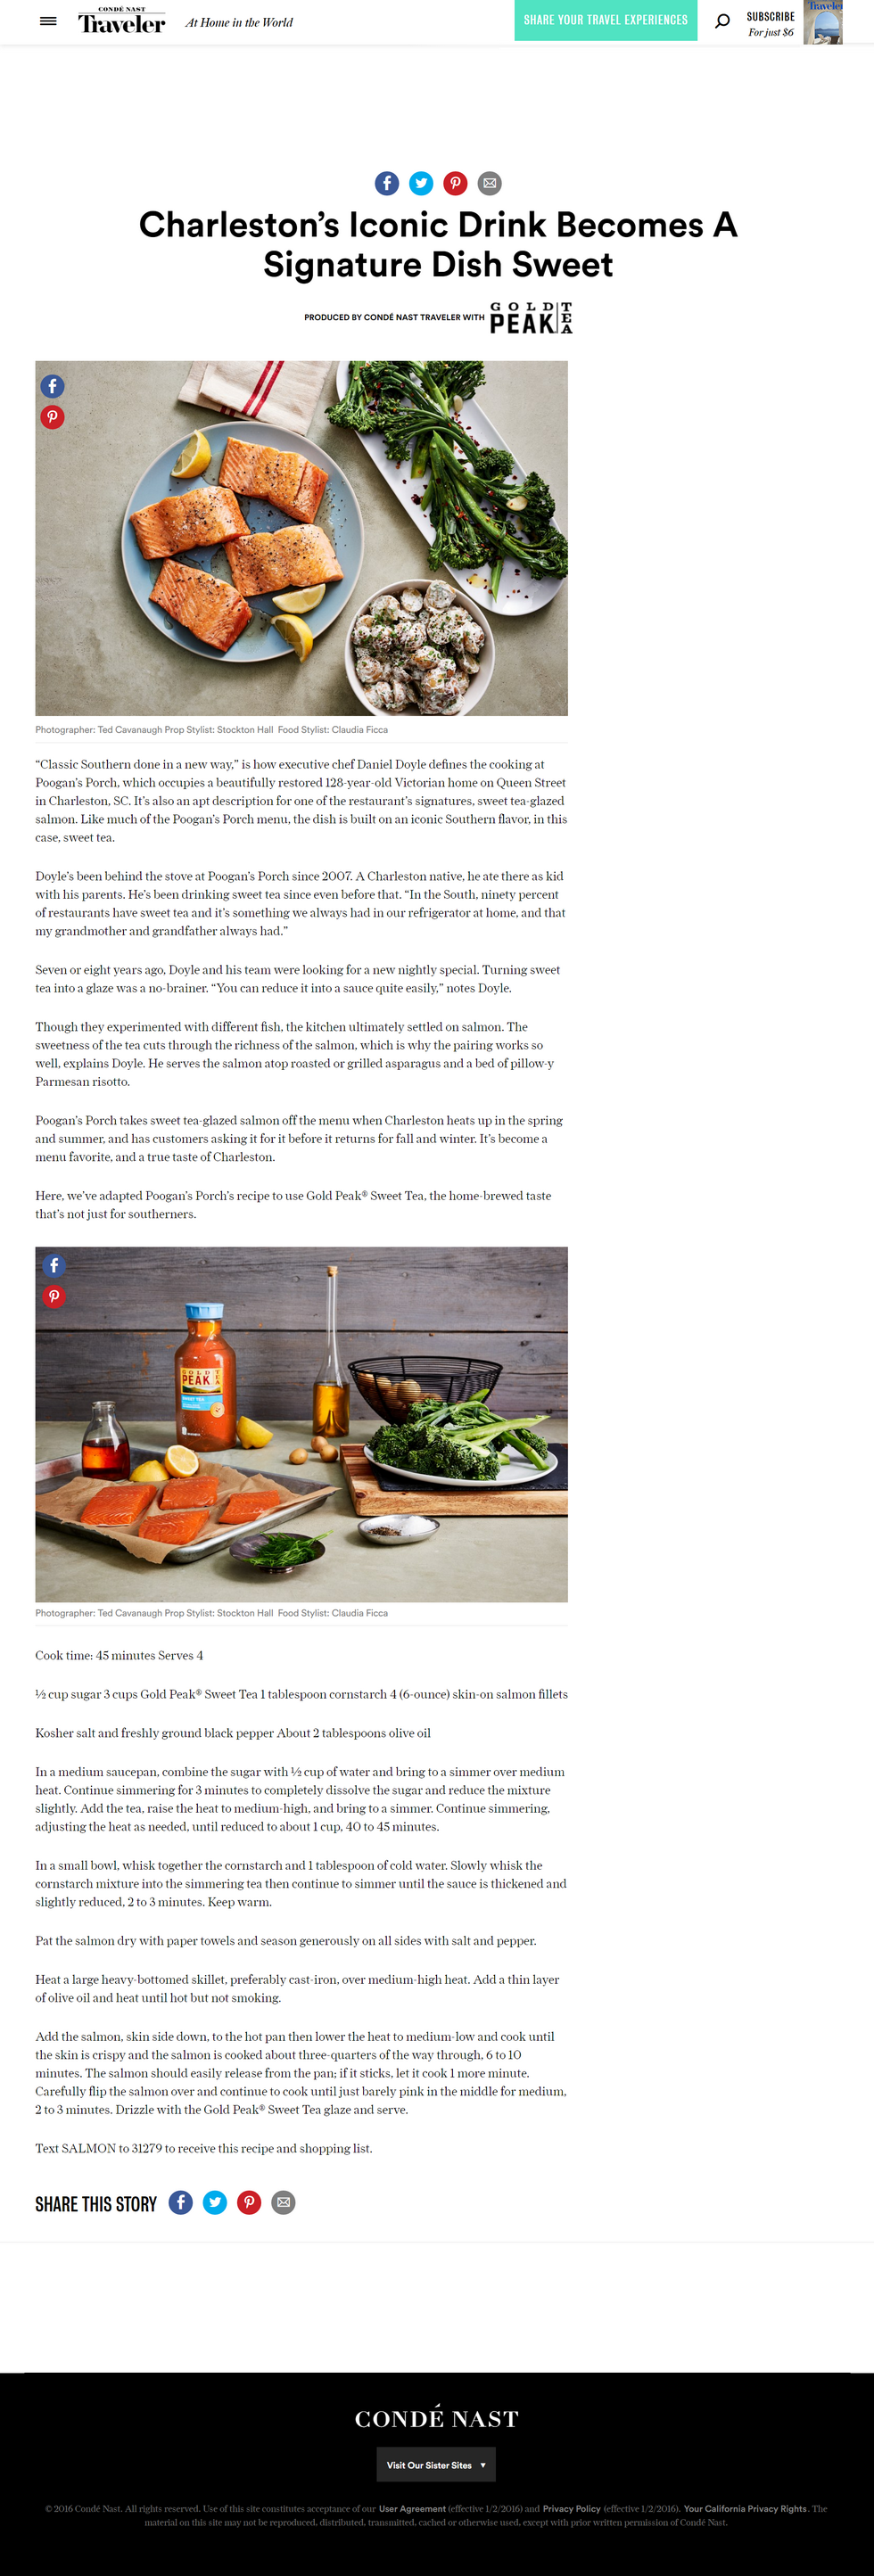 CONDÉ NAST
Traveler
At Home in the World
SHARE YOUR TRAVEL EXPERIENCES
SUBSCRIBE
For just $6
Traveler
Charleston's Iconic Drink Becomes A
Signature Dish Sweet
PRODUCED BY CONDÉ NAST TRAVELER WITH
GOLD PEAK TEA
Photographer: Ted Cavanaugh Prop Stylist: Stockton Hall Food Stylist: Claudia Ficca
“Classic Southern done in a new way,” is how executive chef Daniel Doyle defines the cooking at
Poogan’s Porch, which occupies a beautifully restored 128-year-old Victorian home on Queen Street
in Charleston, SC. It’s also an apt description for one of the restaurant’s signatures, sweet tea-glazed
salmon. Like much of the Poogan’s Porch menu, the dish is built on an iconic Southern flavor, in this
case, sweet tea.
Doyle’s been behind the stove at Poogan’s Porch since 2007. A Charleston native, he ate there as kid
with his parents. He’s been drinking sweet tea since even before that. “In the South, ninety percent
of restaurants have sweet tea and it’s something we always had in our refrigerator at home, and that
my grandmother and grandfather always had.”
Seven or eight years ago, Doyle and his team were looking for a new nightly special. Turning sweet
tea into a glaze was a no-brainer. “You can reduce it into a sauce quite easily,” notes Doyle.
Though they experimented with different fish, the kitchen ultimately settled on salmon. The
sweetness of the tea cuts through the richness of the salmon, which is why the pairing works so
well, explains Doyle. He serves the salmon atop roasted or grilled asparagus and a bed of pillow-y
Parmesan risotto.
Poogan’s Porch takes sweet tea-glazed salmon off the menu when Charleston heats up in the spring
and summer, and has customers asking it for it before it returns for fall and winter. It’s become a
menu favorite, and a true taste of Charleston.
Here, we’ve adapted Poogan’s Porch’s recipe to use Gold Peak® Sweet Tea, the home-brewed taste
that’s not just for southerners.
GOLD PEAK TEA
SWEET TEA
Photographer: Ted Cavanaugh Prop Stylist: Stockton Hall Food Stylist: Claudia Ficca
Cook time: 45 minutes Serves 4
½ cup sugar 3 cups Gold Peak® Sweet Tea 1 tablespoon cornstarch 4 (6-ounce) skin-on salmon fillets
Kosher salt and freshly ground black pepper About 2 tablespoons olive oil
In a medium saucepan, combine the sugar with ½ cup of water and bring to a simmer over medium
heat. Continue simmering for 3 minutes to completely dissolve the sugar and reduce the mixture
slightly. Add the tea, raise the heat to medium-high, and bring to a simmer. Continue simmering,
adjusting the heat as needed, until reduced to about 1 cup, 40 to 45 minutes.
In a small bowl, whisk together the cornstarch and 1 tablespoon of cold water. Slowly whisk the
cornstarch mixture into the simmering tea then continue to simmer until the sauce is thickened and
slightly reduced, 2 to 3 minutes. Keep warm.
Pat the salmon dry with paper towels and season generously on all sides with salt and pepper.
Heat a large heavy-bottomed skillet, preferably cast-iron, over medium-high heat. Add a thin layer
of olive oil and heat until hot but not smoking.
Add the salmon, skin side down, to the hot pan then lower the heat to medium-low and cook until
the skin is crispy and the salmon is cooked about three-quarters of the way through, 6 to 10
minutes. The salmon should easily release from the pan; if it sticks, let it cook 1 more minute.
Carefully flip the salmon over and continue to cook until just barely pink in the middle for medium,
2 to 3 minutes. Drizzle with the Gold Peak® Sweet Tea glaze and serve.
Text SALMON to 31279 to receive this recipe and shopping list.
SHARE THIS STORY
CONDÉ NAST
Visit Our Sister Sites
© 2016 Condé Nast. All rights reserved. Use of this site constitutes acceptance of our User Agreement (effective 1/2/2016) and Privacy Policy (effective 1/2/2016). Your California Privacy Rights. The
material on this site may not be reproduced, distributed, transmitted, cached or otherwise used, except with prior written permission of Condé Nast.